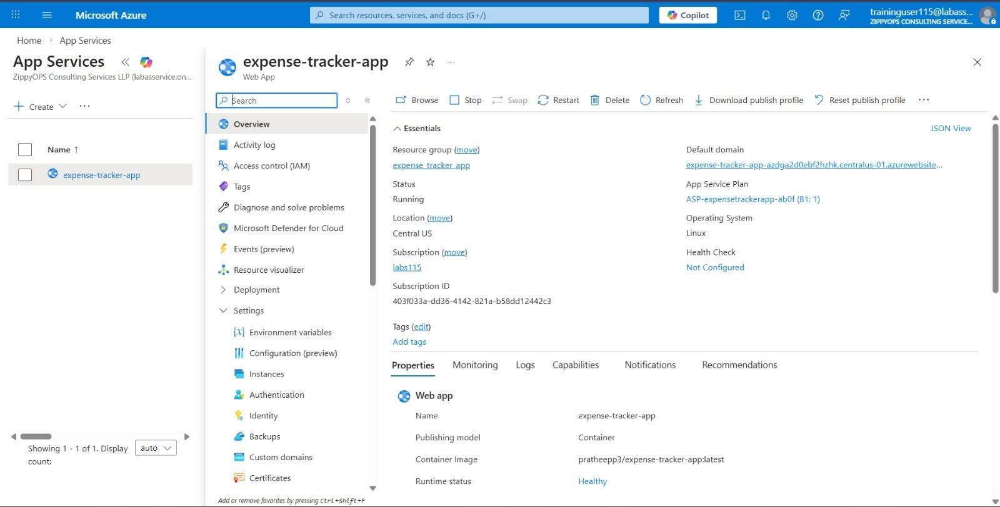 Microsoft Azure
Search resources, services, and docs (G+/)
Copilot
traininguser115@labass...
ZIPPYOPS CONSULTING SERVICE...
Home > App Services
App Services
ZippyOPS Consulting Services LLP (labasservice.on...
+ Create
...
Name ↑
expense-tracker-app
Showing 1 - 1 of 1. Display count:
auto
expense-tracker-app
Web App
Search
Overview
Activity log
Access control (IAM)
Tags
Diagnose and solve problems
Microsoft Defender for Cloud
Events (preview)
Resource visualizer
Deployment
Settings
Environment variables
Configuration (preview)
Instances
Authentication
Identity
Backups
Custom domains
Certificates
Add or remove favorites by pressing Ctrl+Shift+F
Browse Stop Swap Restart Delete Refresh Download publish profile Reset publish profile ...
Essentials
JSON View
Resource group (move)
expense_tracker_app
Status
Running
Location (move)
Central US
Subscription (move)
labs115
Subscription ID
403f033a-dd36-4142-821a-b58dd12442c3
Default domain
expense-tracker-app-azdga2d0ebf2hzhk.centralus-01.azurewebsite...
App Service Plan
ASP-expensetrackerapp-ab0f (B1: 1)
Operating System
Linux
Health Check
Not Configured
Tags (edit)
Add tags
Properties Monitoring Logs Capabilities Notifications Recommendations
Web app
Name expense-tracker-app
Publishing model Container
Container Image pratheepp3/expense-tracker-app:latest
Runtime status Healthy